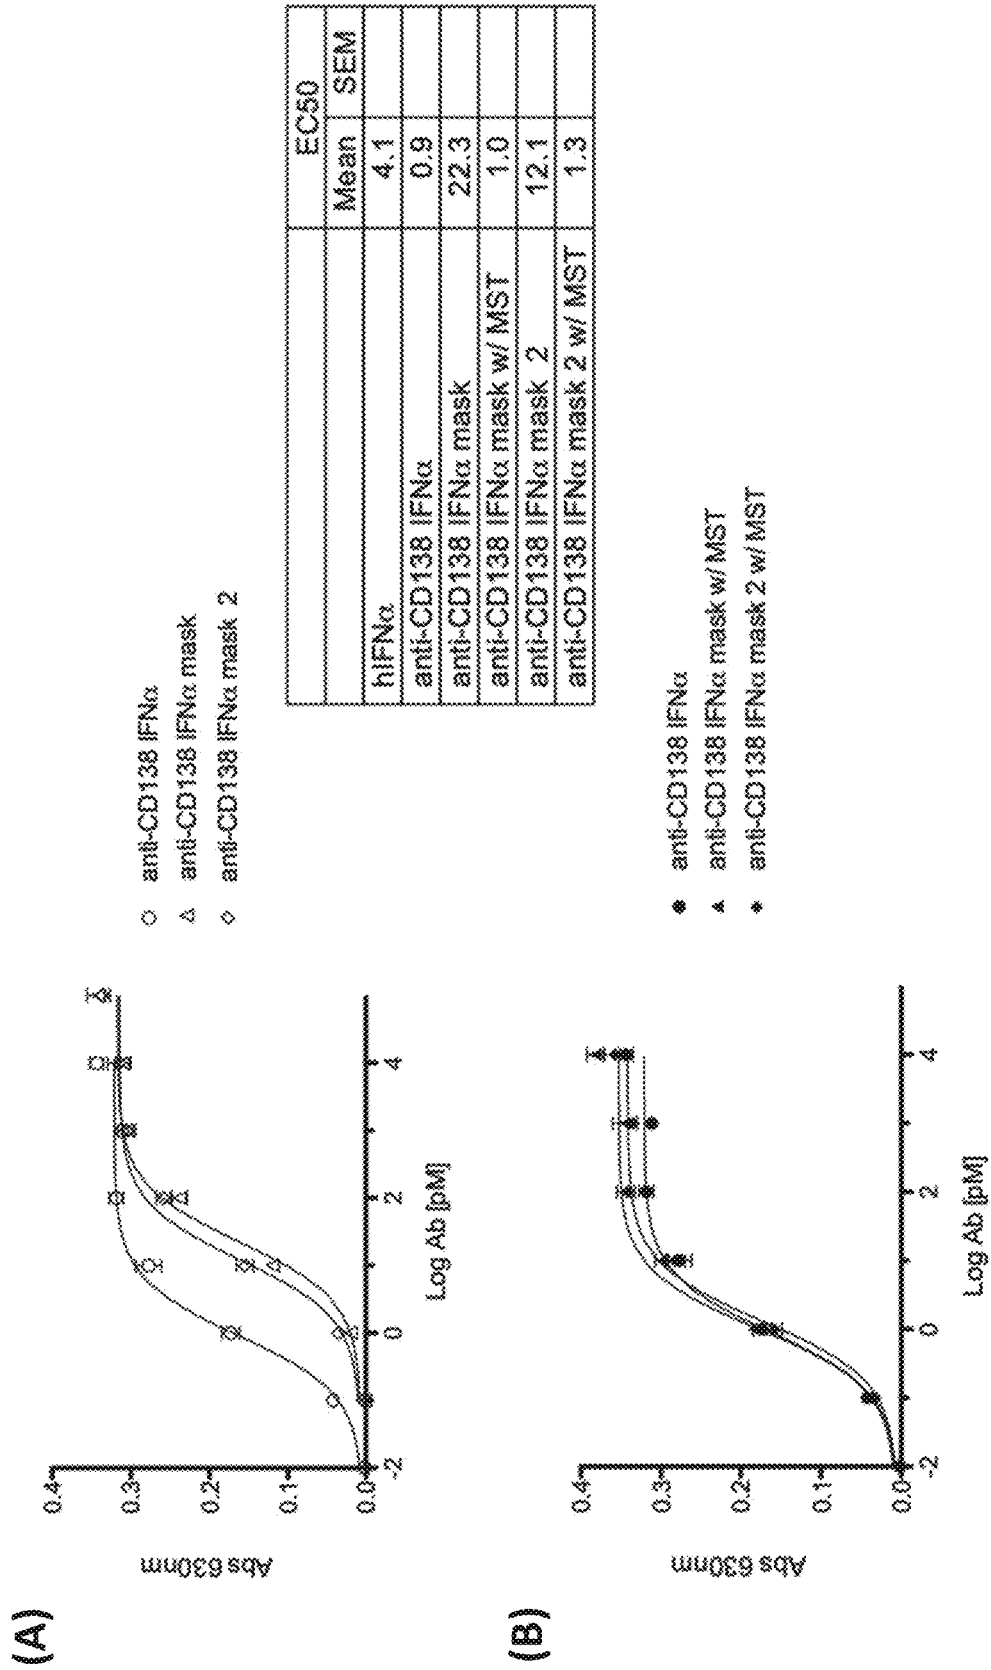 (A)
Abs 630nm
0.4
0.3
0.2
0.1
0.0
-2
0
2
4
Log Ab [pM]
anti-CD138 IFNα
anti-CD138 IFNα mask
anti-CD138 IFNα mask 2
EC50
Mean SEM
hIFNα 4.1
anti-CD138 IFNα 0.9
anti-CD138 IFNα mask 22.3
anti-CD138 IFNα mask w/ MST 1.0
anti-CD138 IFNα mask 2 12.1
anti-CD138 IFNα mask 2 w/ MST 1.3
(B)
Abs 630nm
0.4
0.3
0.2
0.1
0.0
-2
0
2
4
Log Ab [pM]
anti-CD138 IFNα
anti-CD138 IFNα mask w/ MST
anti-CD138 IFNα mask 2 w/ MST